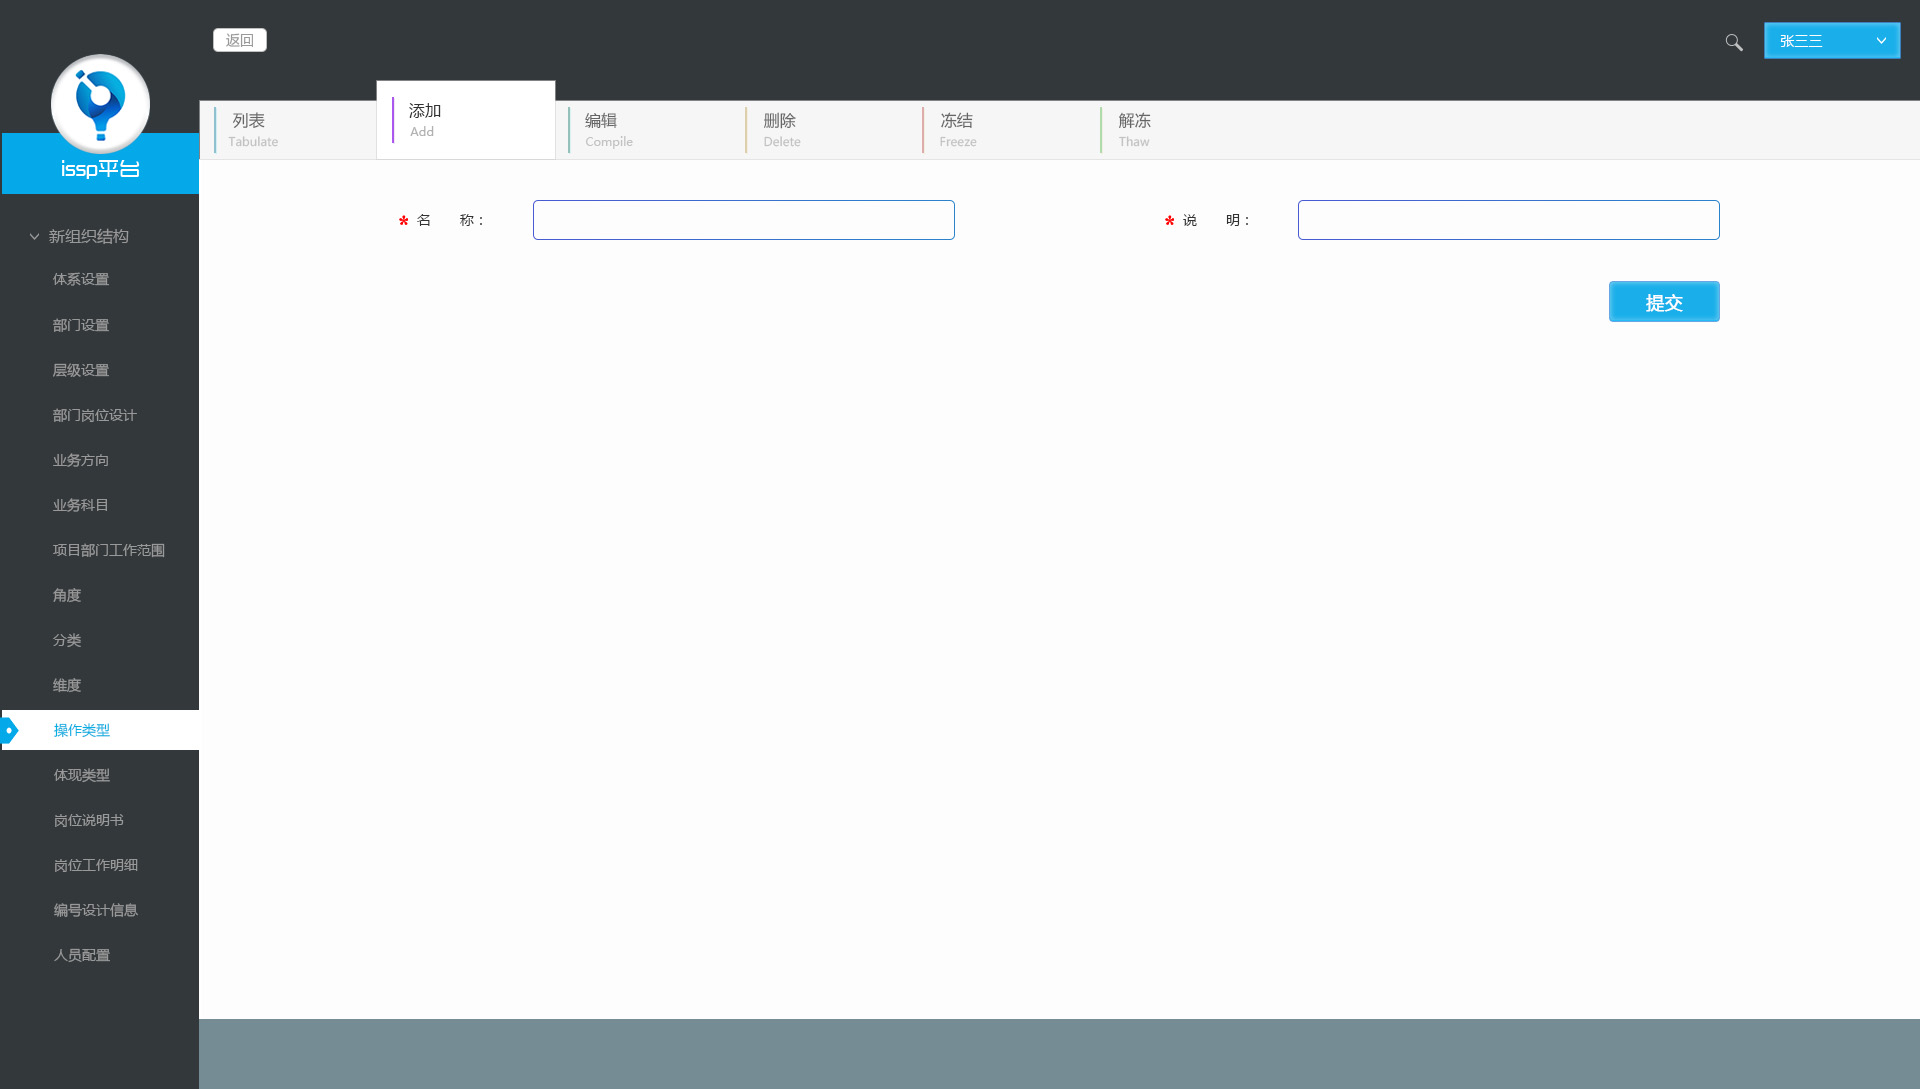 返回
张三三
issp平台
列表
Tabulate
添加
Add
编辑
Compile
删除
Delete
冻结
Freeze
解冻
Thaw
* 名 称：
* 说 明：
提交
新组织结构
体系设置
部门设置
层级设置
部门岗位设计
业务方向
业务科目
项目部门工作范围
角度
分类
维度
操作类型
体现类型
岗位说明书
岗位工作明细
编号设计信息
人员配置